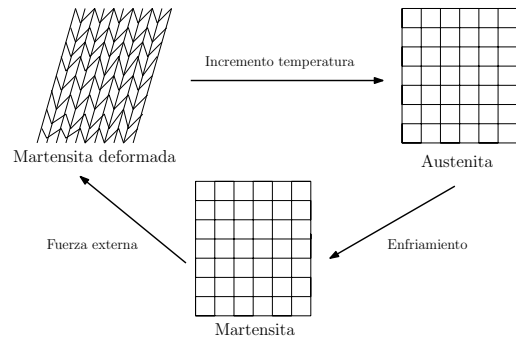 Incremento temperatura
Martensita deformada
Austenita
Fuerza externa
Enfriamiento
Martensita